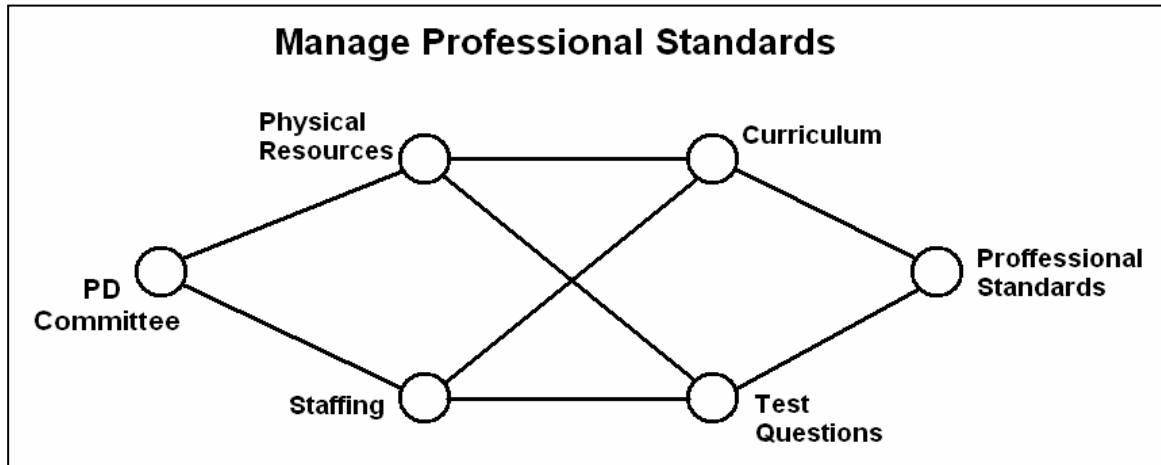 Manage Professional Standards
Physical
Resources
Curriculum
PD
Committee
Proffessional
Standards
Staffing
Test
Questions